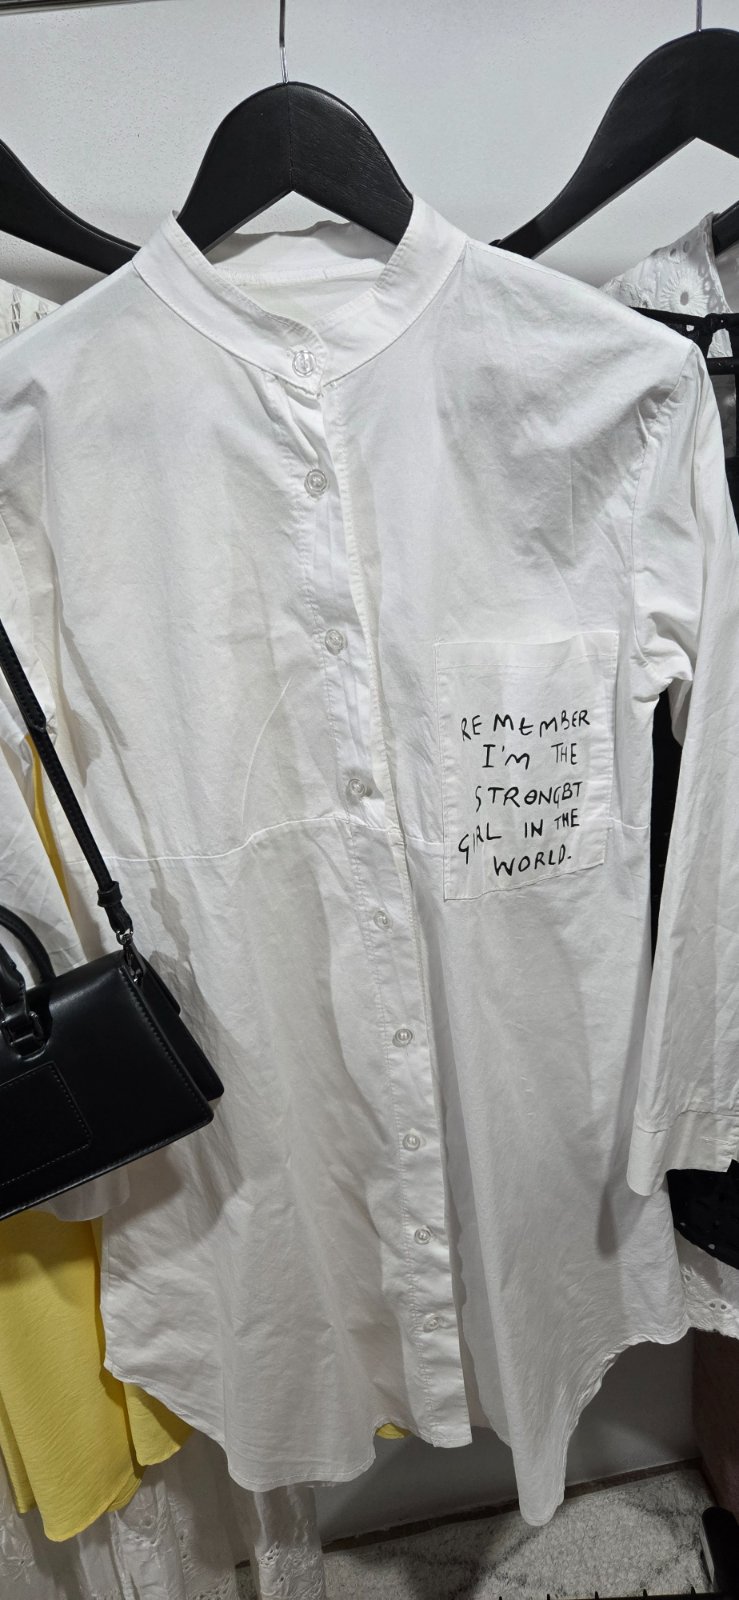 REMEMBER
I'M THE
STRONGBT
GIRL IN THE
WORLD.